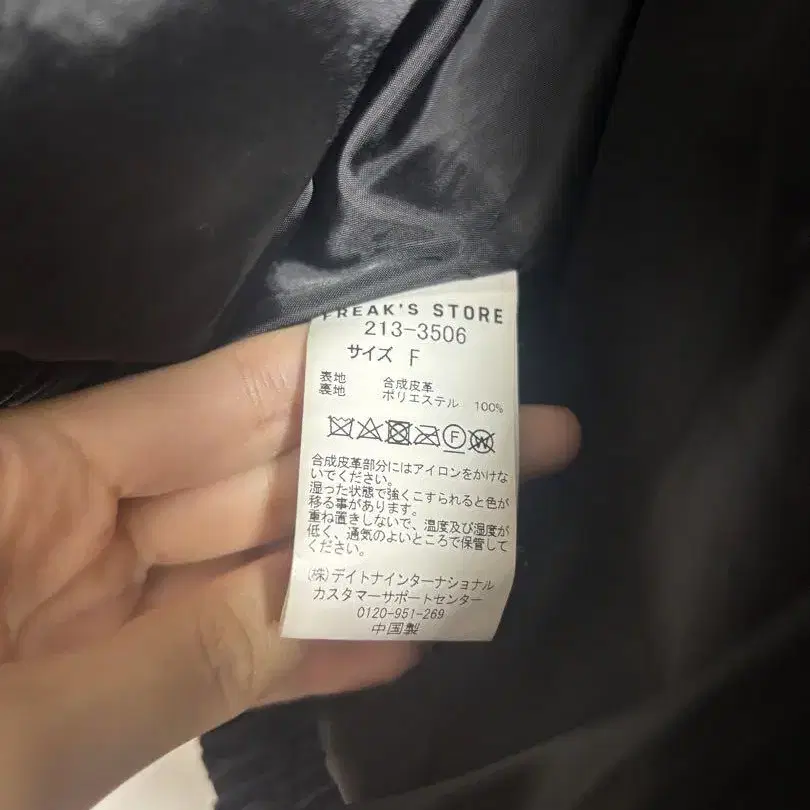 FREAK'S STORE
213-3506
サイズ F
表地 合成皮革
裏地 ポリエステル 100%
F W
合成皮革部分にはアイロンをかけな
いでください。
湿った状態で強くこすられると色が
移る事があります。
重ね置きしないで、温度及び湿度が
低く、通気のよいところで保管して
ください。
(株)デイトナインターナショナル
カスタマーサポートセンター
0120-951-269
中国製